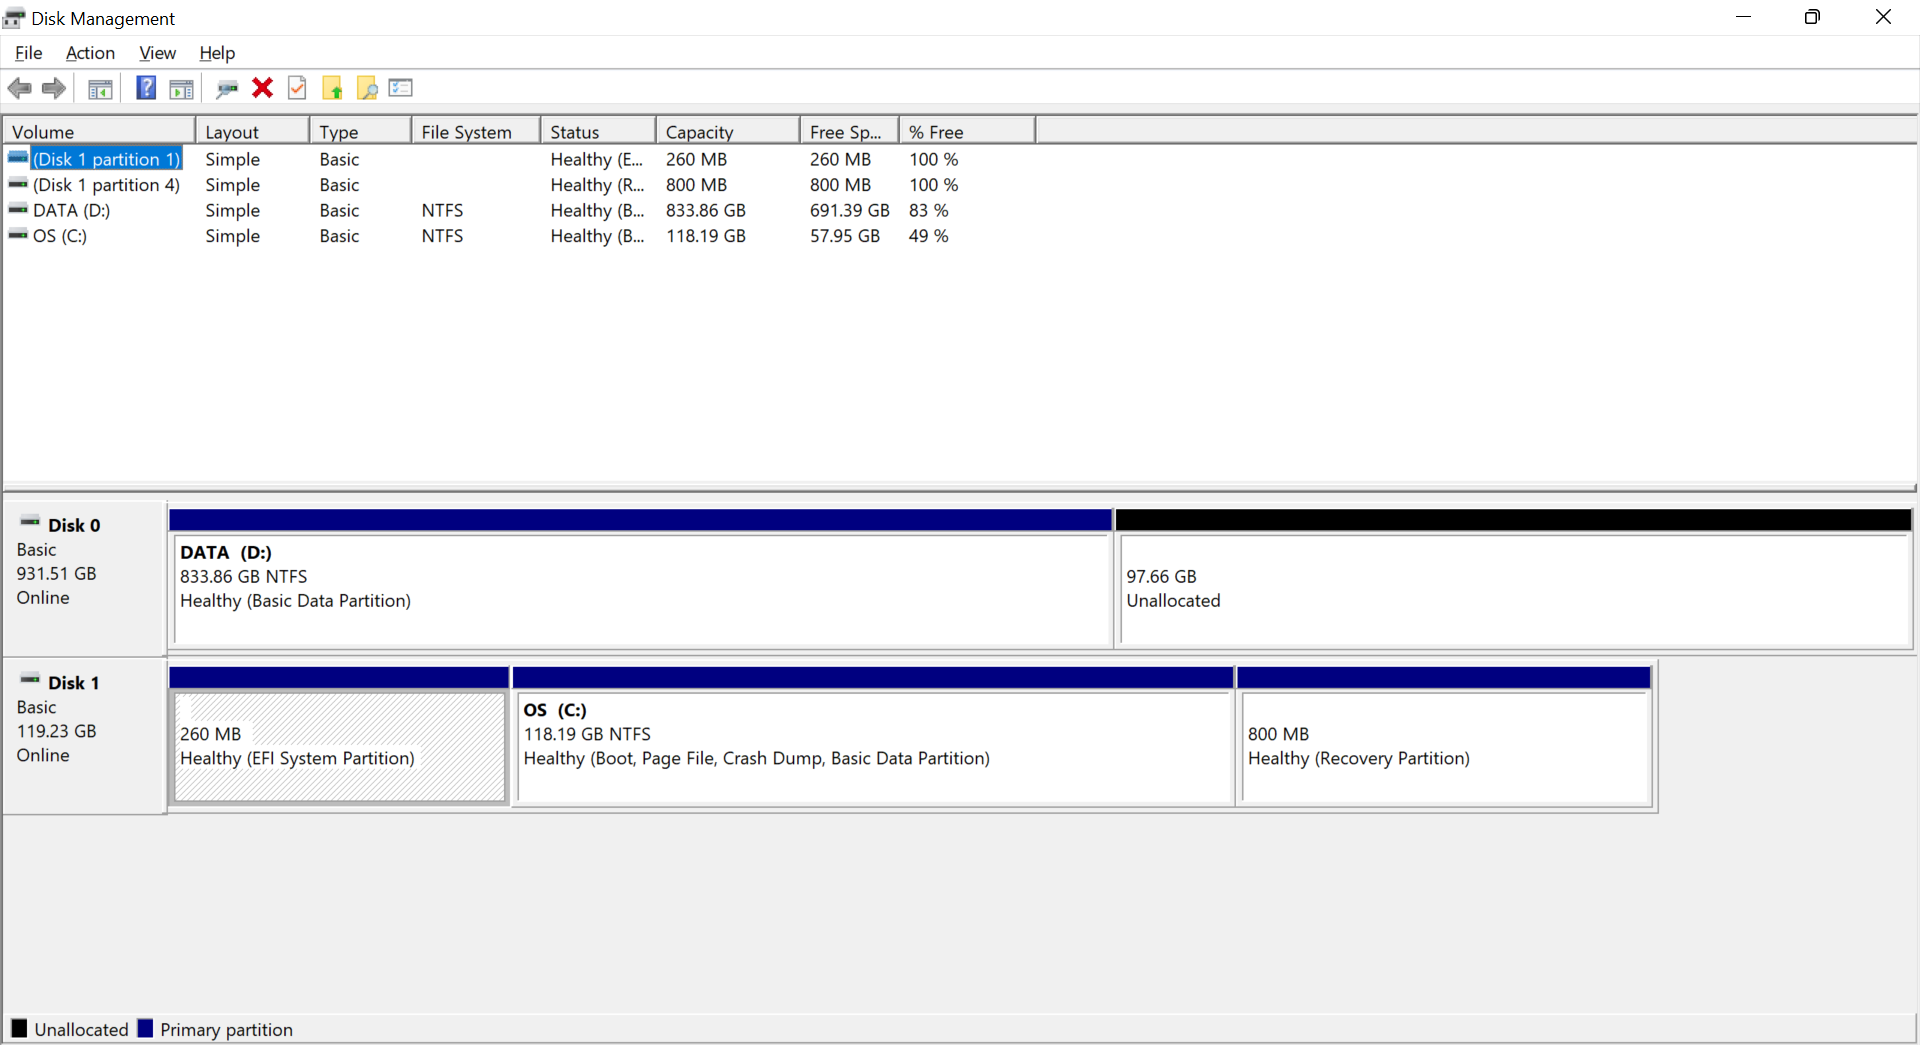 Disk Management
File Action View Help
Volume Layout Type File System Status Capacity Free Sp... % Free
(Disk 1 partition 1) Simple Basic Healthy (E... 260 MB 260 MB 100 %
(Disk 1 partition 4) Simple Basic Healthy (R... 800 MB 800 MB 100 %
DATA (D:) Simple Basic NTFS Healthy (B... 833.86 GB 691.39 GB 83 %
OS (C:) Simple Basic NTFS Healthy (B... 118.19 GB 57.95 GB 49 %
Disk 0
Basic
931.51 GB
Online
DATA (D:)
833.86 GB NTFS
Healthy (Basic Data Partition)
97.66 GB
Unallocated
Disk 1
Basic
119.23 GB
Online
260 MB
Healthy (EFI System Partition)
OS (C:)
118.19 GB NTFS
Healthy (Boot, Page File, Crash Dump, Basic Data Partition)
800 MB
Healthy (Recovery Partition)
Unallocated Primary partition